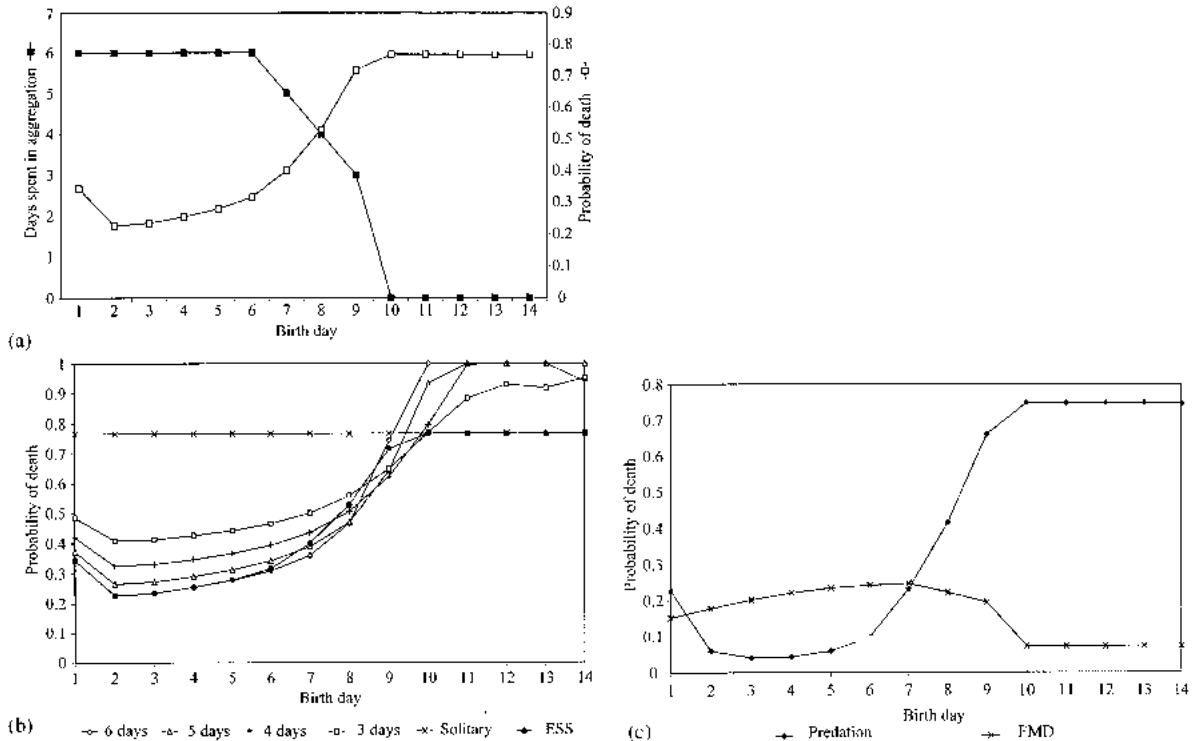 Days spent in aggregation
7
6
5
4
3
2
1
0
0.9
0.8
0.7
0.6
0.5
0.4
0.3
0.2
0.1
0
Probability of death
1 2 3 4 5 6 7 8 9 10 11 12 13 14
Birth day
(a)
Probability of death
1
0.9
0.8
0.7
0.6
0.5
0.4
0.3
0.2
0.1
0
1 2 3 4 5 6 7 8 9 10 11 12 13 14
Birth day
(b) 6 days 5 days 4 days 3 days Solitary ESS
Probability of death
0.8
0.7
0.6
0.5
0.4
0.3
0.2
0.1
0
1 2 3 4 5 6 7 8 9 10 11 12 13 14
Birth day
(c) Predation FMD